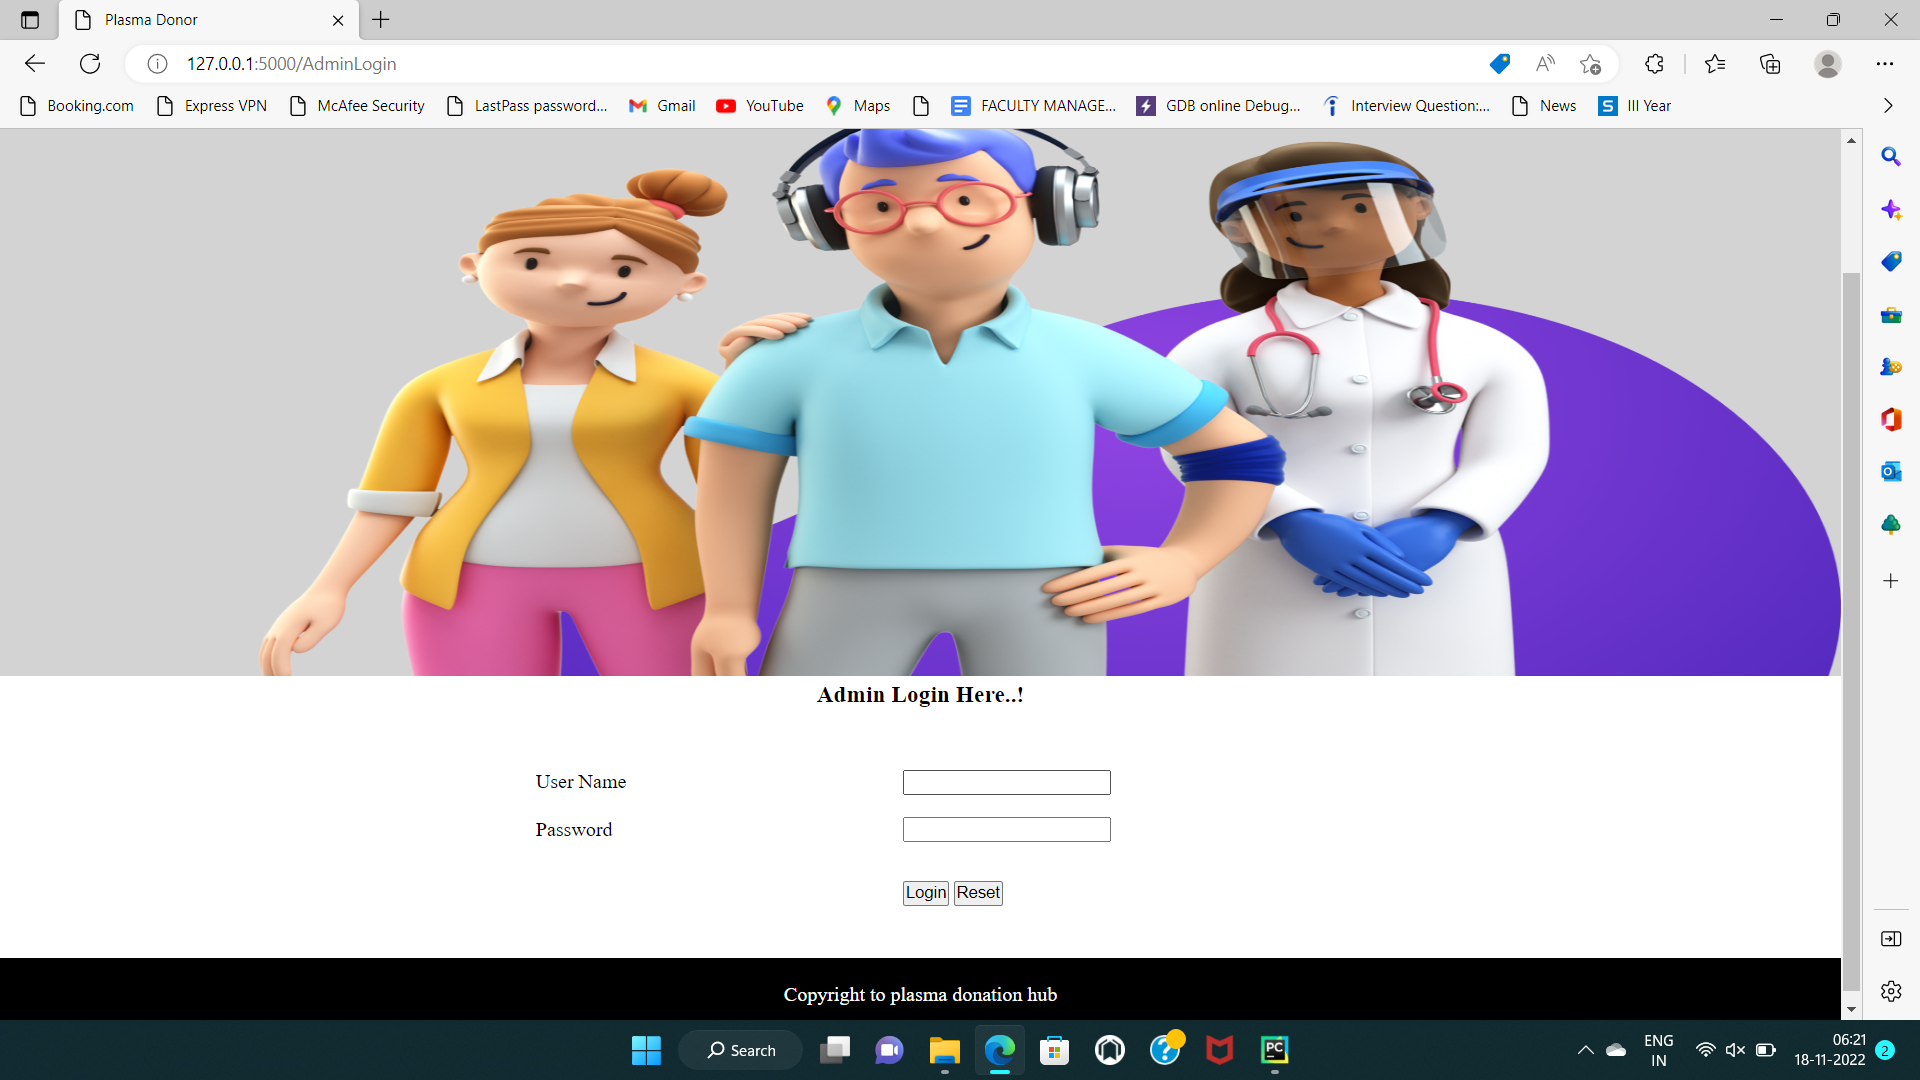 Plasma Donor
127.0.0.1:5000/AdminLogin
Booking.com Express VPN McAfee Security LastPass password... Gmail YouTube Maps FACULTY MANAGE... GDB online Debug... Interview Question:... News S III Year
Admin Login Here..!
User Name
Password
Login Reset
Copyright to plasma donation hub
Search
PC
ENG
IN
06:21
18-11-2022
2